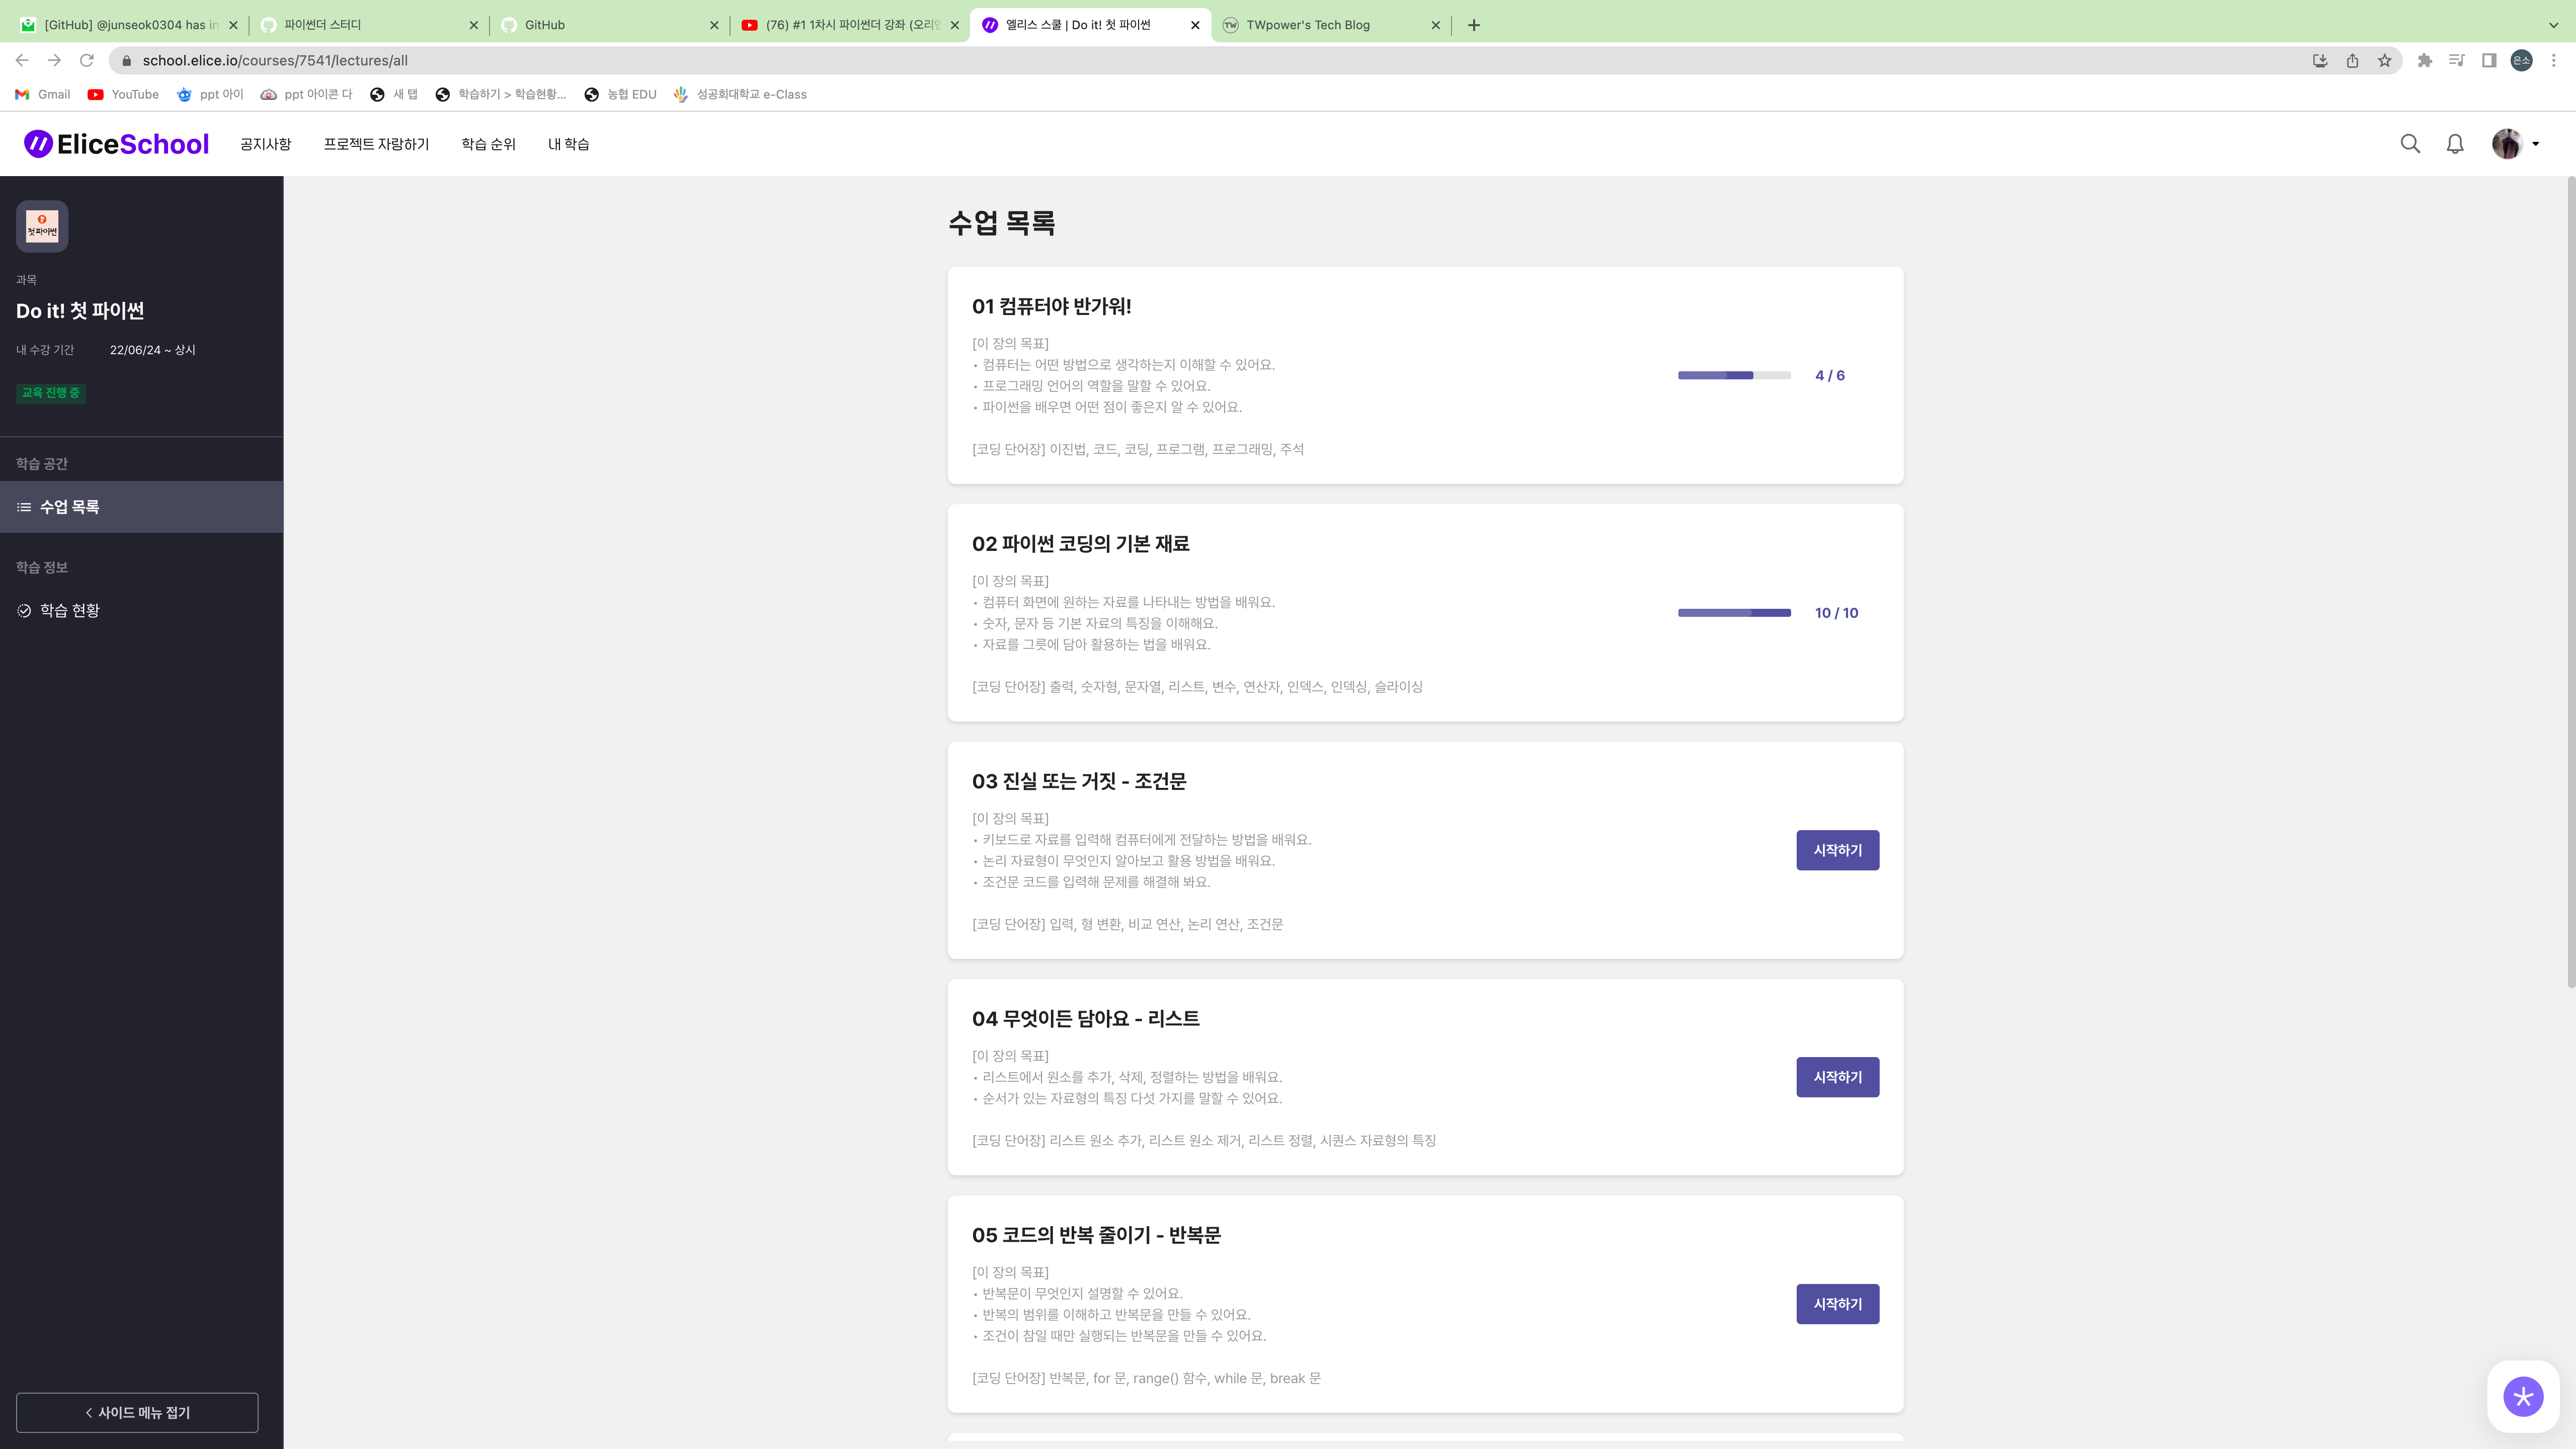 [GitHub] @junseok0304 has in
파이썬더 스터디
GitHub
(76) #1 1차시 파이썬더 강좌 (오리엔
엘리스 스쿨 | Do it! 첫 파이썬
TWpower's Tech Blog
school.elice.io/courses/7541/lectures/all
은소
Gmail
YouTube
ppt 아이
ppt 아이콘 다
새 탭
학습하기 > 학습현황...
농협 EDU
성공회대학교 e-Class
EliceSchool
공지사항
프로젝트 자랑하기
학습 순위
내 학습
첫 파이썬
과목
Do it! 첫 파이썬
내 수강 기간 22/06/24 ~ 상시
교육 진행 중
학습 공간
수업 목록
학습 정보
학습 현황
사이드 메뉴 접기
수업 목록
01 컴퓨터야 반가워!
[이 장의 목표]
• 컴퓨터는 어떤 방법으로 생각하는지 이해할 수 있어요.
• 프로그래밍 언어의 역할을 말할 수 있어요.
• 파이썬을 배우면 어떤 점이 좋은지 알 수 있어요.
[코딩 단어장] 이진법, 코드, 코딩, 프로그램, 프로그래밍, 주석
4 / 6
02 파이썬 코딩의 기본 재료
[이 장의 목표]
• 컴퓨터 화면에 원하는 자료를 나타내는 방법을 배워요.
• 숫자, 문자 등 기본 자료의 특징을 이해해요.
• 자료를 그릇에 담아 활용하는 법을 배워요.
[코딩 단어장] 출력, 숫자형, 문자열, 리스트, 변수, 연산자, 인덱스, 인덱싱, 슬라이싱
10 / 10
03 진실 또는 거짓 - 조건문
[이 장의 목표]
• 키보드로 자료를 입력해 컴퓨터에게 전달하는 방법을 배워요.
• 논리 자료형이 무엇인지 알아보고 활용 방법을 배워요.
• 조건문 코드를 입력해 문제를 해결해 봐요.
[코딩 단어장] 입력, 형 변환, 비교 연산, 논리 연산, 조건문
시작하기
04 무엇이든 담아요 - 리스트
[이 장의 목표]
• 리스트에서 원소를 추가, 삭제, 정렬하는 방법을 배워요.
• 순서가 있는 자료형의 특징 다섯 가지를 말할 수 있어요.
[코딩 단어장] 리스트 원소 추가, 리스트 원소 제거, 리스트 정렬, 시퀀스 자료형의 특징
시작하기
05 코드의 반복 줄이기 - 반복문
[이 장의 목표]
• 반복문이 무엇인지 설명할 수 있어요.
• 반복의 범위를 이해하고 반복문을 만들 수 있어요.
• 조건이 참일 때만 실행되는 반복문을 만들 수 있어요.
[코딩 단어장] 반복문, for 문, range() 함수, while 문, break 문
시작하기